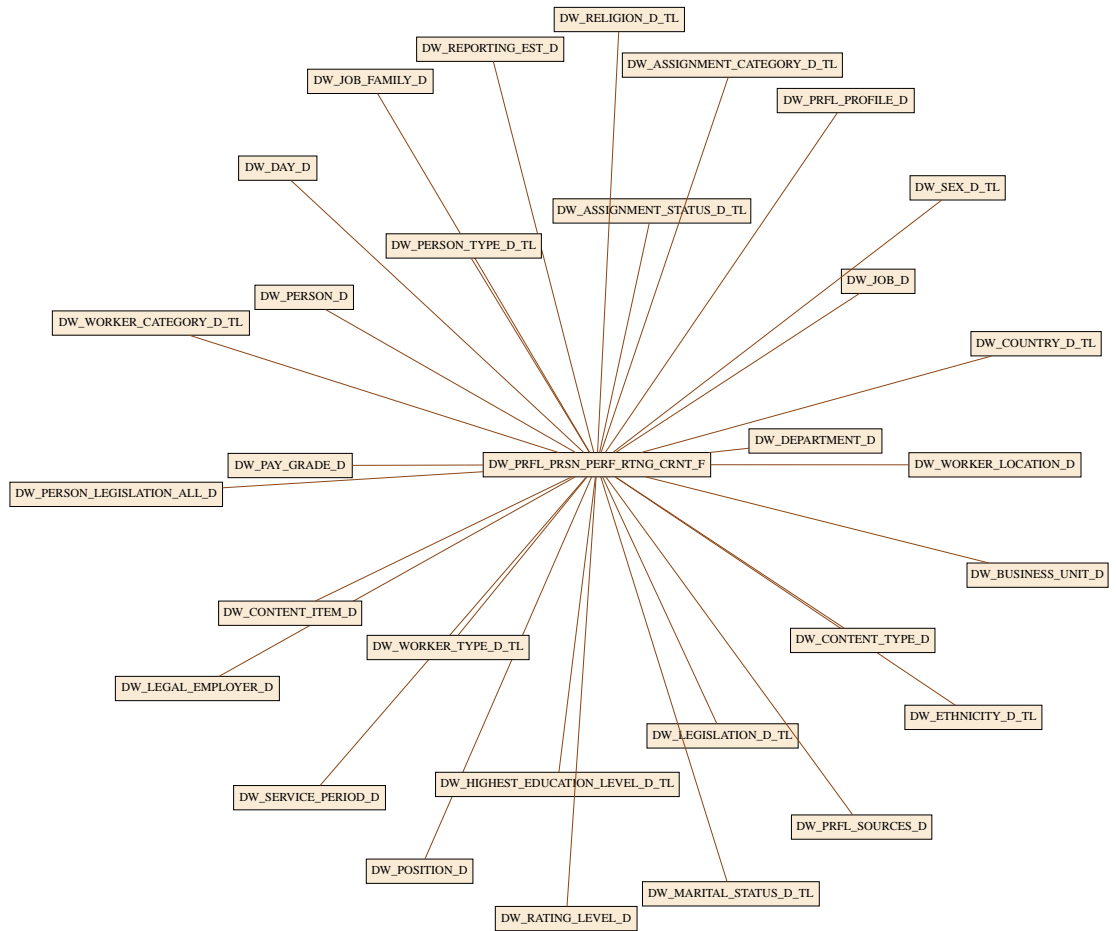 DW_RELIGION_D_TL
DW_REPORTING_EST_D
DW_ASSIGNMENT_CATEGORY_D_TL
DW_JOB_FAMILY_D
DW_PRFL_PROFILE_D
DW_DAY_D
DW_SEX_D_TL
DW_ASSIGNMENT_STATUS_D_TL
DW_PERSON_TYPE_D_TL
DW_JOB_D
DW_PERSON_D
DW_WORKER_CATEGORY_D_TL
DW_COUNTRY_D_TL
DW_DEPARTMENT_D
DW_PAY_GRADE_D
DW_PRFL_PRSN_PERF_RTNG_CRNT_F
DW_WORKER_LOCATION_D
DW_PERSON_LEGISLATION_ALL_D
DW_BUSINESS_UNIT_D
DW_CONTENT_ITEM_D
DW_CONTENT_TYPE_D
DW_WORKER_TYPE_D_TL
DW_LEGAL_EMPLOYER_D
DW_ETHNICITY_D_TL
DW_LEGISLATION_D_TL
DW_HIGHEST_EDUCATION_LEVEL_D_TL
DW_SERVICE_PERIOD_D
DW_PRFL_SOURCES_D
DW_POSITION_D
DW_MARITAL_STATUS_D_TL
DW_RATING_LEVEL_D